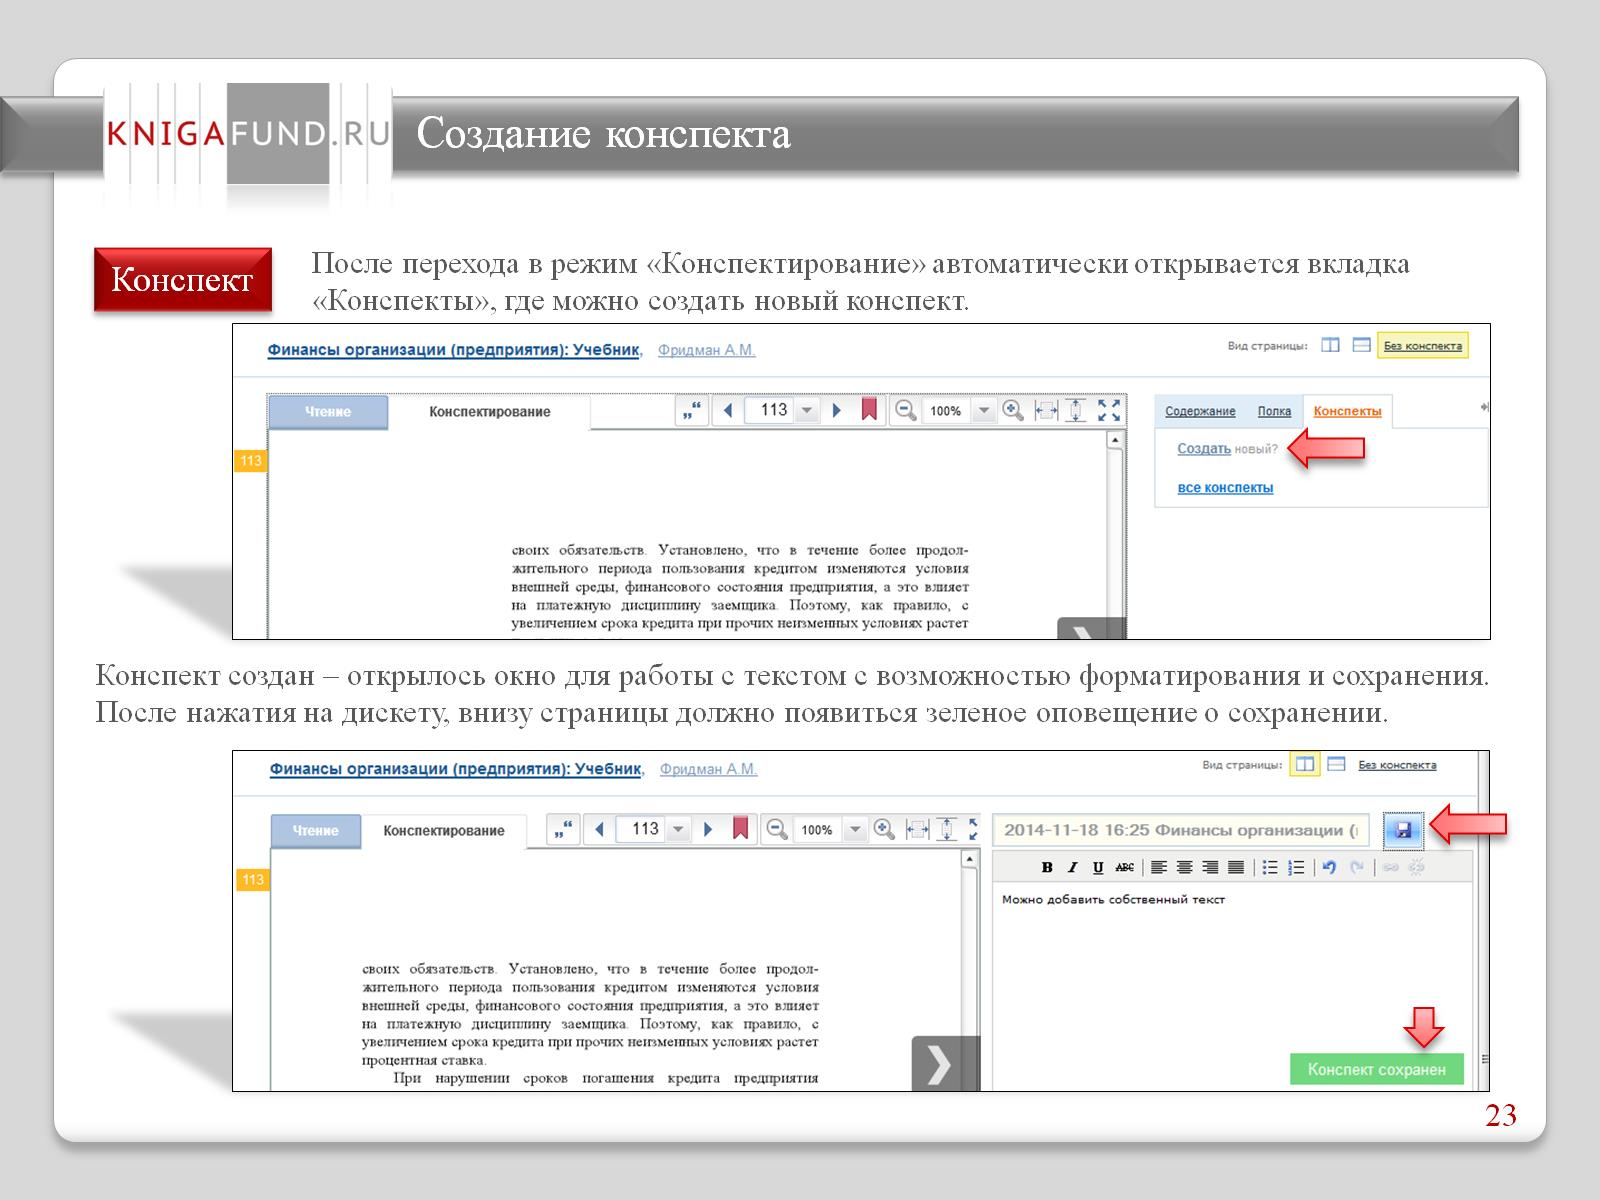 KNIGAFUND.RU
Создание конспекта
Конспект
После перехода в режим «Конспектирование» автоматически открывается вкладка
«Конспекты», где можно создать новый конспект.
Финансы организации (предприятия): Учебник, Фридман А.М.
Вид страницы: Без конспекта
Чтение Конспектирование 113 100%
Содержание Полка Конспекты
113
Создать новый?
все конспекты
своих обязательств. Установлено, что в течение более продол-
жительного периода пользования кредитом изменяются условия
внешней среды, финансового состояния предприятия, а это влияет
на платежную дисциплину заемщика. Поэтому, как правило, с
увеличением срока кредита при прочих неизменных условиях растет
Конспект создан – открылось окно для работы с текстом с возможностью форматирования и сохранения.
После нажатия на дискету, внизу страницы должно появиться зеленое оповещение о сохранении.
Финансы организации (предприятия): Учебник, Фридман А.М.
Вид страницы: Без конспекта
Чтение Конспектирование 113 100%
2014-11-18 16:25 Финансы организации (
B I U ABC
113
Можно добавить собственный текст
своих обязательств. Установлено, что в течение более продол-
жительного периода пользования кредитом изменяются условия
внешней среды, финансового состояния предприятия, а это влияет
на платежную дисциплину заемщика. Поэтому, как правило, с
увеличением срока кредита при прочих неизменных условиях растет
процентная ставка.
При нарушении сроков погашения кредита предприятия
Конспект сохранен
23